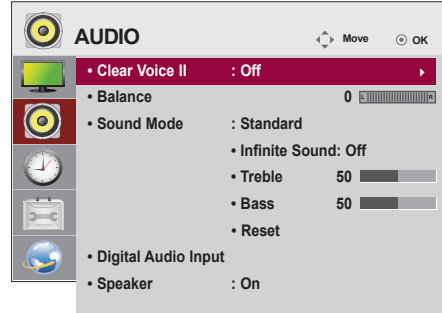 AUDIO Move OK
• Clear Voice II : Off
• Balance 0 L R
• Sound Mode : Standard
• Infinite Sound: Off
• Treble 50
• Bass 50
• Reset
• Digital Audio Input
• Speaker : On